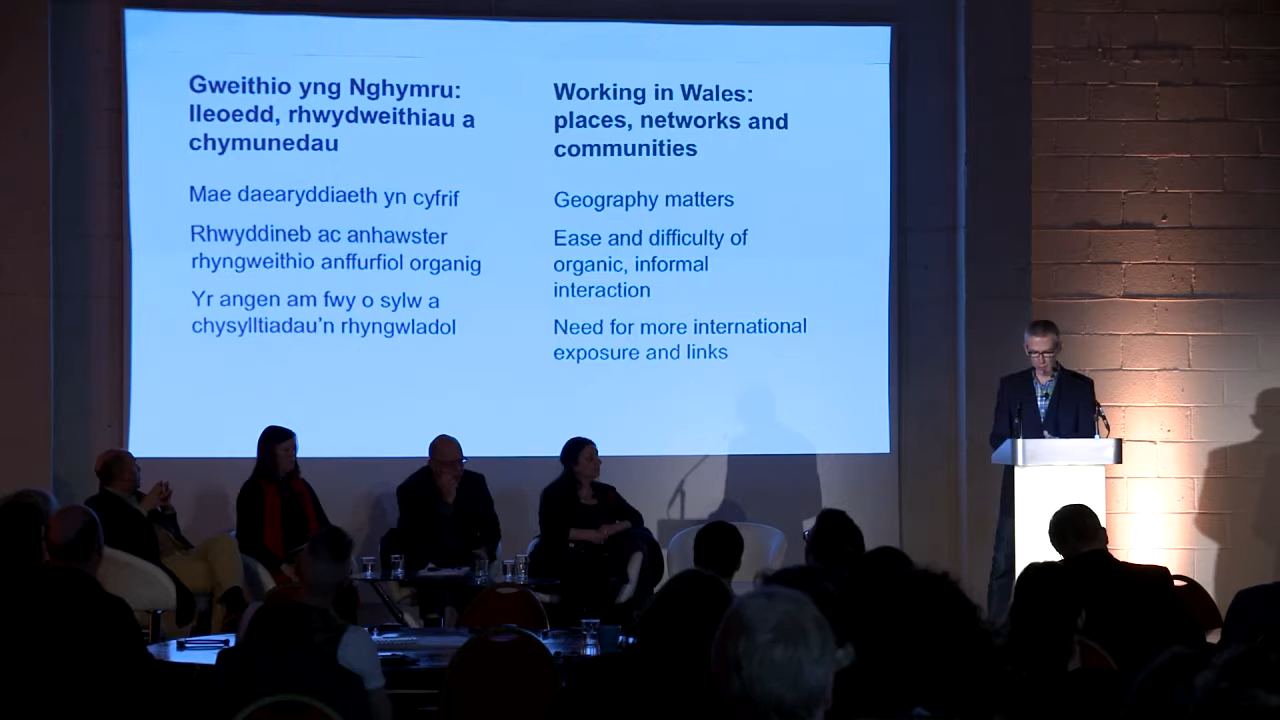 Gweithio yng Nghymru:
lleoedd, rhwydweithiau a
chymunedau
Mae daearyddiaeth yn cyfrif
Rhwyddineb ac anhawster
rhyngweithio anffurfiol organig
Yr angen am fwy o sylw a
chysylltiadau'n rhyngwladol
Working in Wales:
places, networks and
communities
Geography matters
Ease and difficulty of
organic, informal
interaction
Need for more international
exposure and links